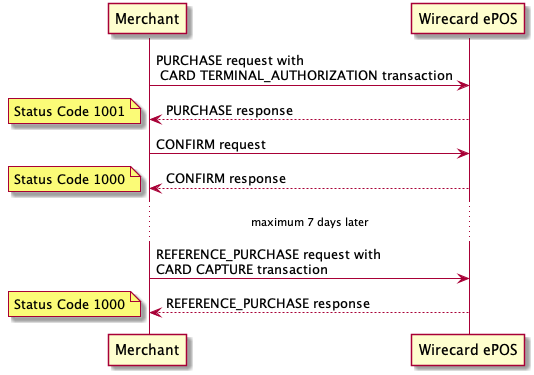 Merchant
Wirecard ePOS
PURCHASE request with
CARD TERMINAL_AUTHORIZATION transaction
Status Code 1001
PURCHASE response
CONFIRM request
Status Code 1000
CONFIRM response
maximum 7 days later
REFERENCE_PURCHASE request with
CARD CAPTURE transaction
Status Code 1000
REFERENCE_PURCHASE response
Merchant
Wirecard ePOS